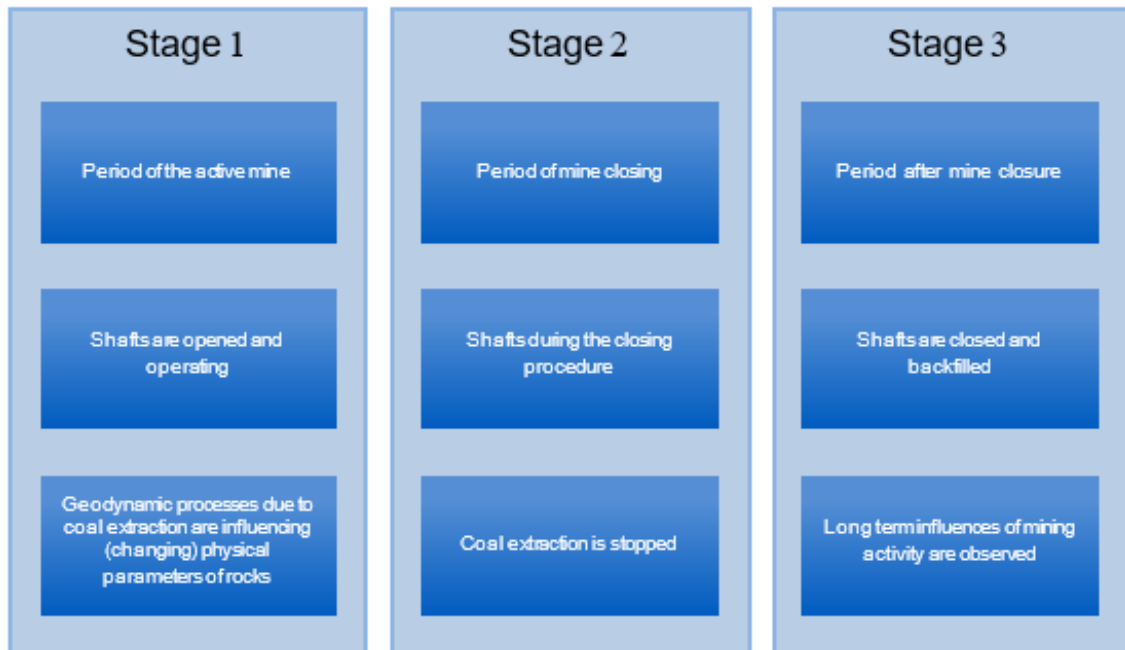 Stage 1
Period of the active mine
Shafts are opened and
operating
Geodynamic processes due to
coal extraction are influencing
(changing) physical
parameters of rocks
Stage 2
Period of mine closing
Shafts during the closing
procedure
Coal extraction is stopped
Stage 3
Period after mine closure
Shafts are closed and
backfilled
Long term influences of mining
activity are observed